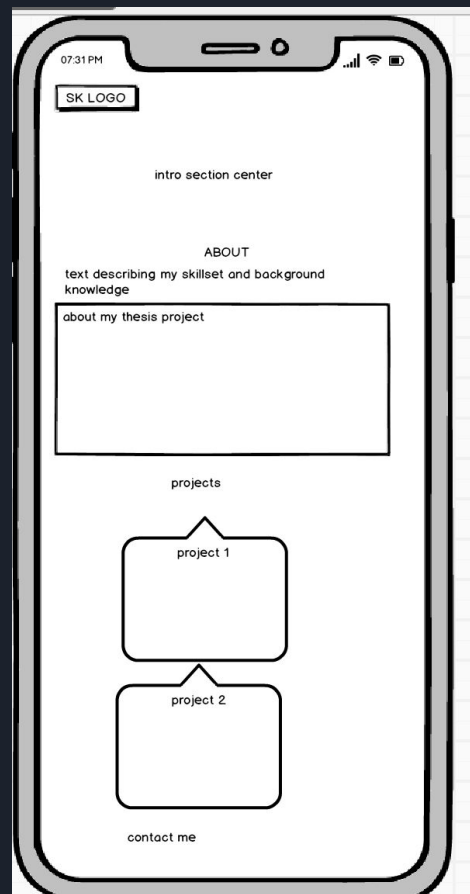 07:31 PM
SK LOGO
intro section center
ABOUT
text describing my skillset and background
knowledge
about my thesis project
projects
project 1
project 2
contact me